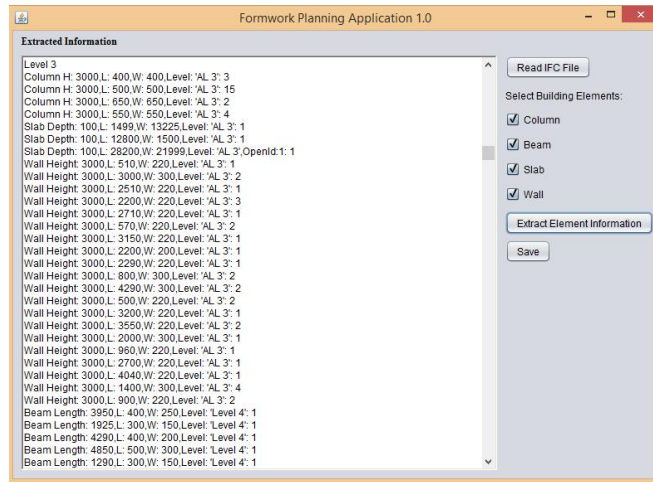 Formwork Planning Application 1.0
Extracted Information
Level 3
Column H: 3000,L: 400,W: 400,Level: 'AL 3': 3
Column H: 3000,L: 500,W: 500,Level: 'AL 3': 15
Column H: 3000,L: 650,W: 650,Level: 'AL 3': 2
Column H: 3000,L: 550,W: 550,Level: 'AL 3': 4
Slab Depth: 100,L: 1499,W: 13225,Level: 'AL 3': 1
Slab Depth: 100,L: 12800,W: 1500,Level: 'AL 3': 1
Slab Depth: 100,L: 28200,W: 21999,Level: 'AL 3',OpenId:1: 1
Wall Height: 3000,L: 510,W: 220,Level: 'AL 3': 1
Wall Height: 3000,L: 3000,W: 300,Level: 'AL 3': 2
Wall Height: 3000,L: 2510,W: 220,Level: 'AL 3': 1
Wall Height: 3000,L: 2200,W: 220,Level: 'AL 3': 3
Wall Height: 3000,L: 2710,W: 220,Level: 'AL 3': 1
Wall Height: 3000,L: 570,W: 220,Level: 'AL 3': 2
Wall Height: 3000,L: 3150,W: 220,Level: 'AL 3': 1
Wall Height: 3000,L: 2200,W: 200,Level: 'AL 3': 1
Wall Height: 3000,L: 2290,W: 220,Level: 'AL 3': 1
Wall Height: 3000,L: 800,W: 300,Level: 'AL 3': 2
Wall Height: 3000,L: 4290,W: 300,Level: 'AL 3': 2
Wall Height: 3000,L: 500,W: 220,Level: 'AL 3': 2
Wall Height: 3000,L: 3200,W: 220,Level: 'AL 3': 1
Wall Height: 3000,L: 3550,W: 220,Level: 'AL 3': 2
Wall Height: 3000,L: 2000,W: 300,Level: 'AL 3': 1
Wall Height: 3000,L: 960,W: 220,Level: 'AL 3': 1
Wall Height: 3000,L: 2700,W: 220,Level: 'AL 3': 1
Wall Height: 3000,L: 4040,W: 220,Level: 'AL 3': 1
Wall Height: 3000,L: 1400,W: 300,Level: 'AL 3': 4
Wall Height: 3000,L: 900,W: 220,Level: 'AL 3': 2
Beam Length: 3950,L: 400,W: 250,Level: 'Level 4': 1
Beam Length: 1925,L: 300,W: 150,Level: 'Level 4': 1
Beam Length: 4290,L: 400,W: 200,Level: 'Level 4': 1
Beam Length: 4850,L: 500,W: 300,Level: 'Level 4': 1
Beam Length: 1290,L: 300,W: 150,Level: 'Level 4': 1
Read IFC File
Select Building Elements:
Column
Beam
Slab
Wall
Extract Element Information
Save